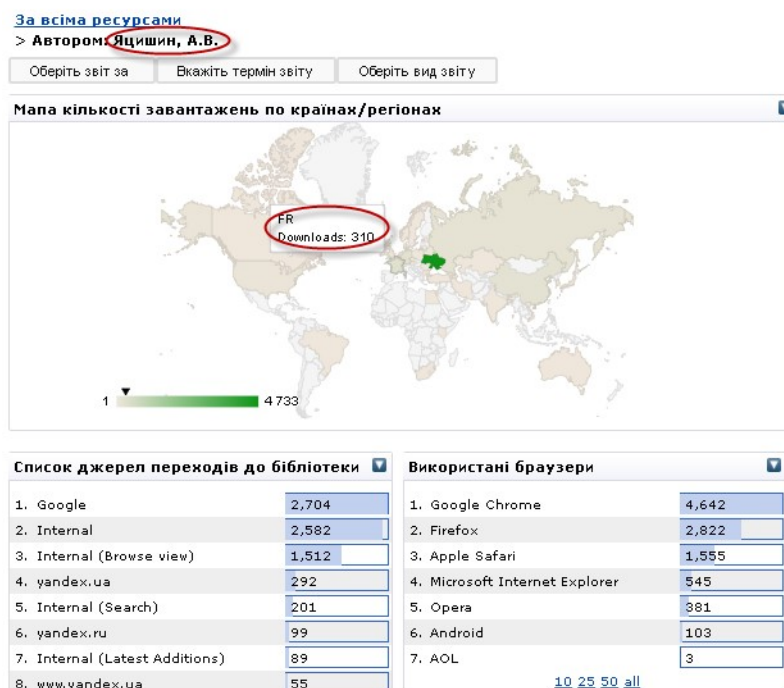 За всіма ресурсами
> Автором: Яцишин, А.В.
Оберіть звіт за
Вкажіть термін звіту
Оберіть вид звіту
Мапа кількості завантажень по країнах/регіонах
FR
Downloads: 310
1
4 733
Список джерел переходів до бібліотеки
1. Google 2,704
2. Internal 2,582
3. Internal (Browse view) 1,512
4. yandex.ua 292
5. Internal (Search) 201
6. yandex.ru 99
7. Internal (Latest Additions) 89
8. www.yandex.ua 55
Використані браузери
1. Google Chrome 4,642
2. Firefox 2,822
3. Apple Safari 1,555
4. Microsoft Internet Explorer 545
5. Opera 381
6. Android 103
7. AOL 3
10 25 50 all